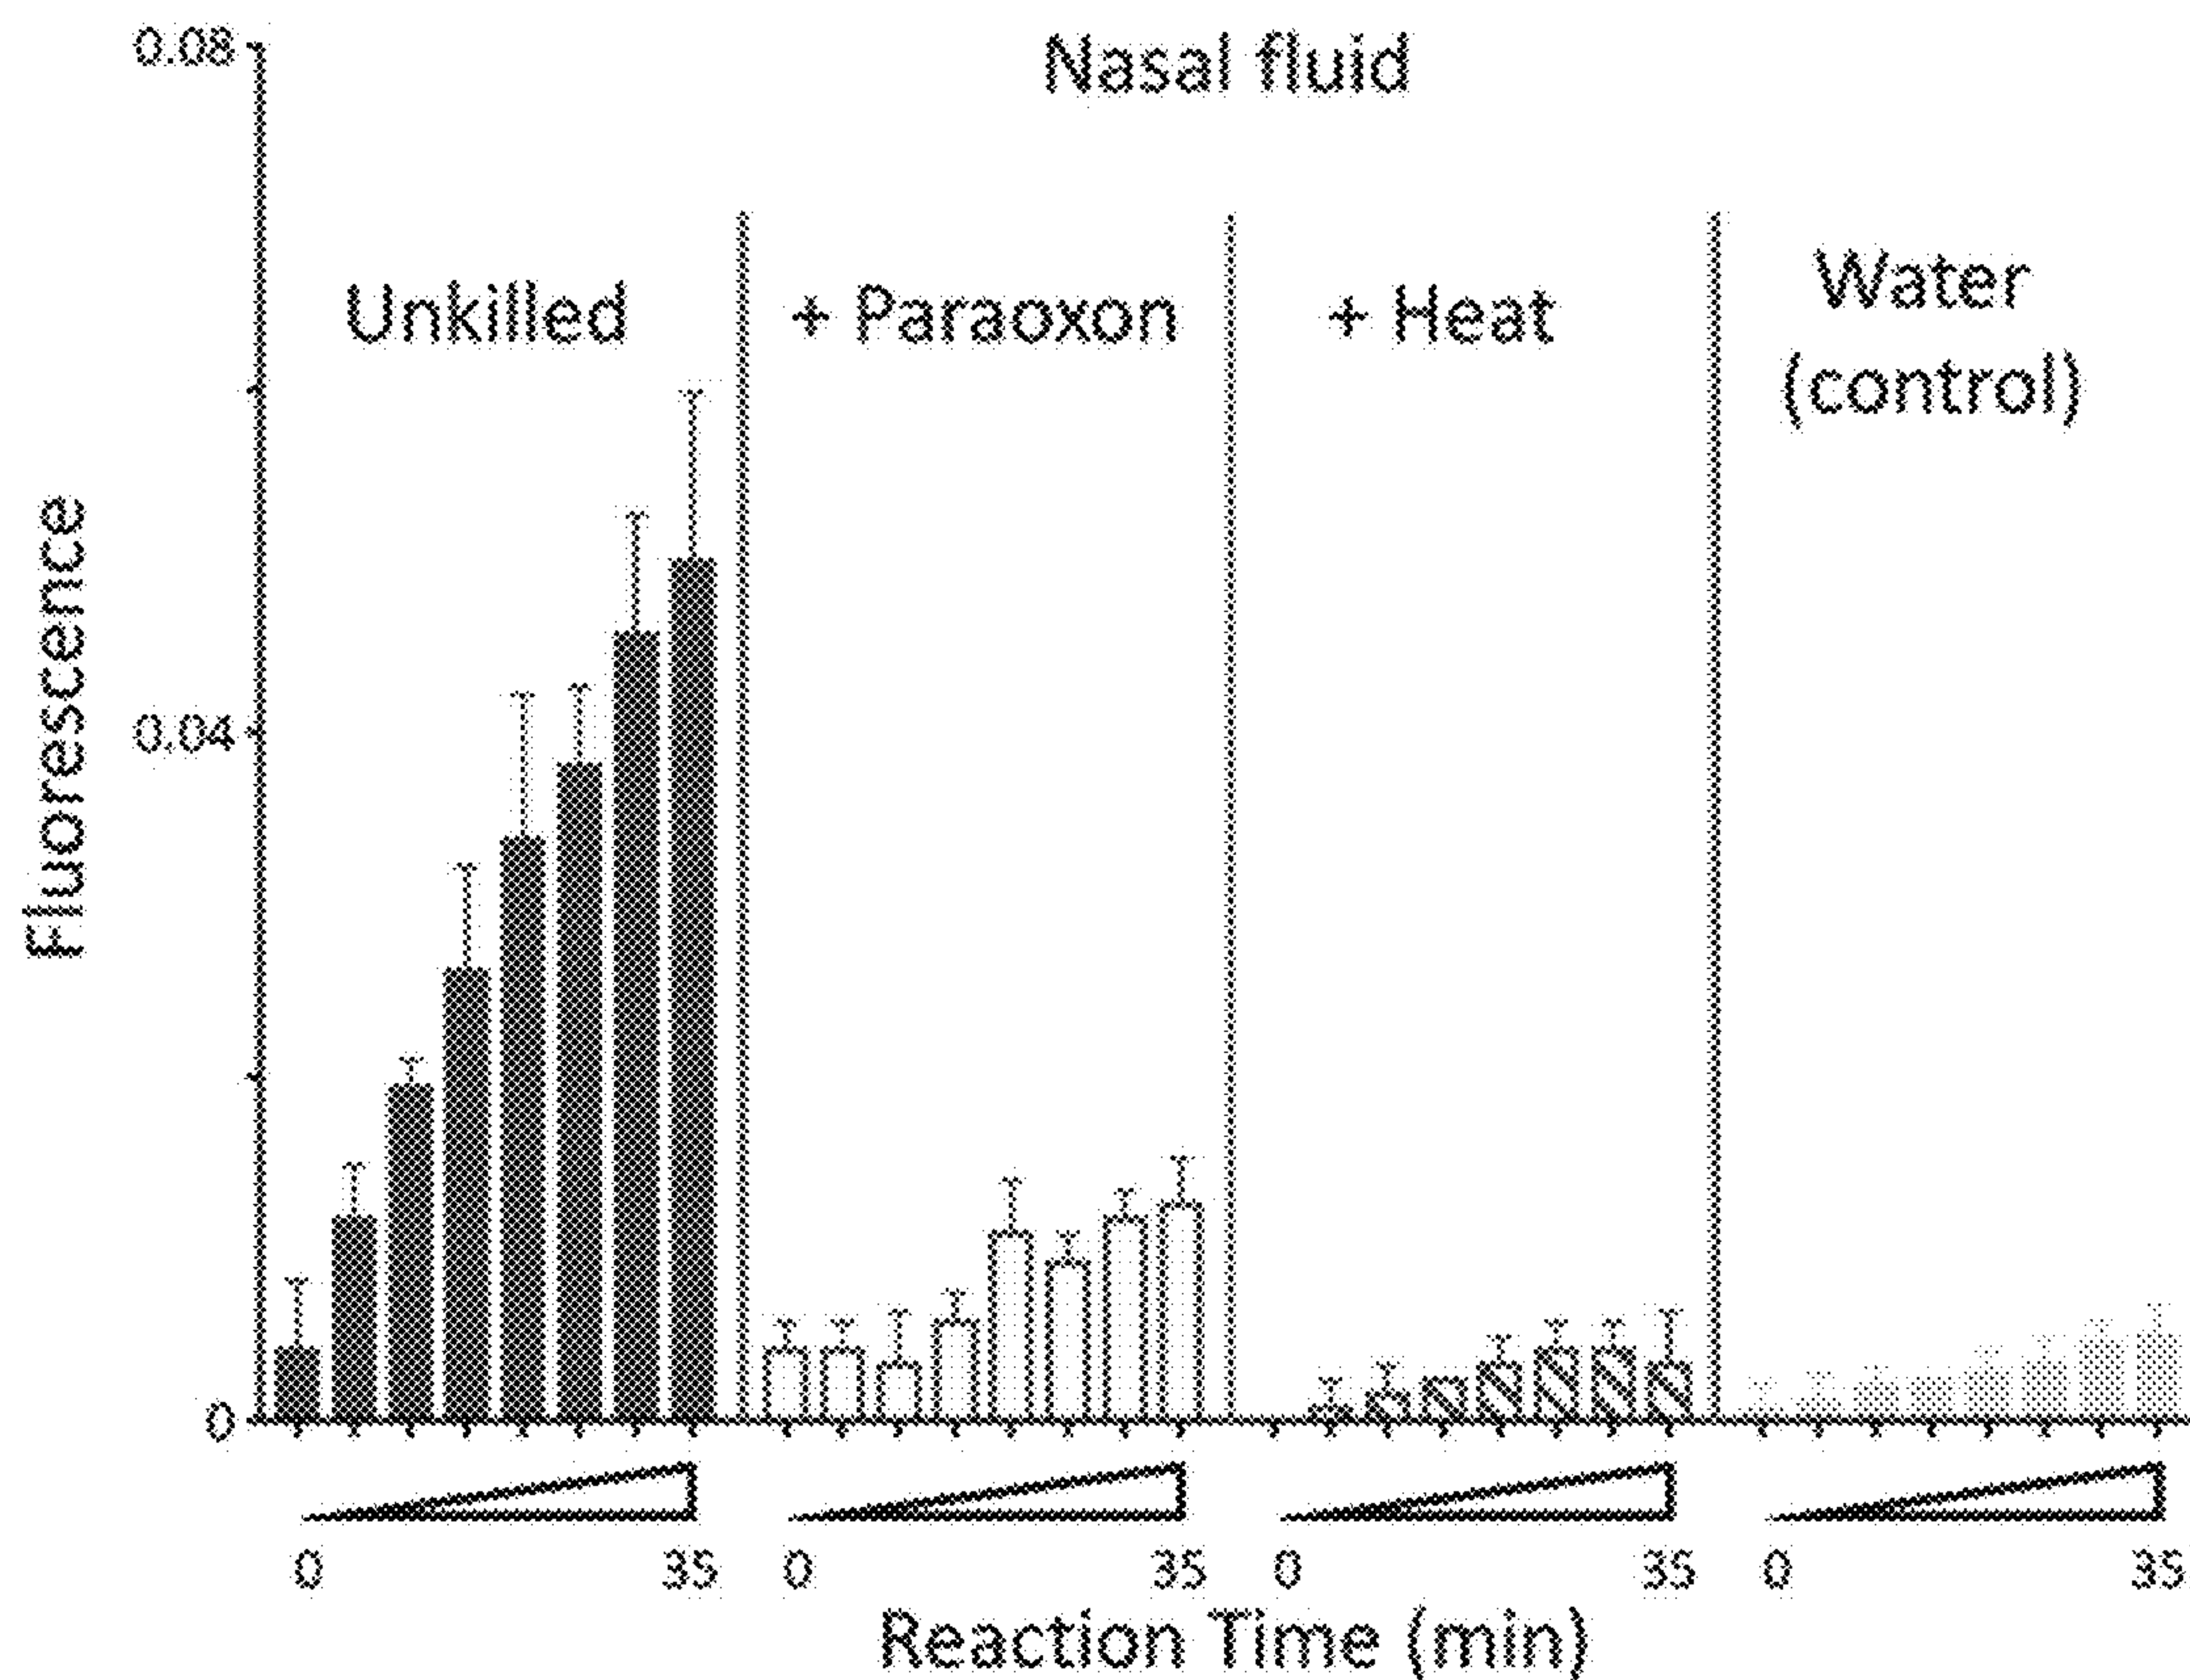 Nasal fluid
0.08
0.04
0
Fluorescence
Unkilled
+ Paraoxon
+ Heat
Water
(control)
0 35 0 35 0 35 0 35
Reaction Time (min)